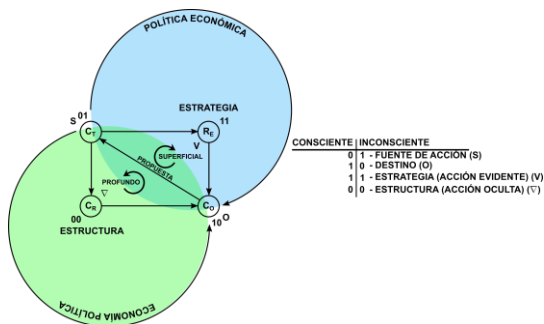 POLÍTICA ECONÓMICA
ESTRATEGIA
S 01
C_T
R_E 11
V
SUPERFICIAL
PROPUESTA
PROFUNDO
∇
C_R
C_O
00
10 O
ESTRUCTURA
ECONOMÍA POLÍTICA
CONSCIENTE | INCONSCIENTE
0 | 1 - FUENTE DE ACCIÓN (S)
1 | 0 - DESTINO (O)
1 | 1 - ESTRATEGIA (ACCIÓN EVIDENTE) (V)
0 | 0 - ESTRUCTURA (ACCIÓN OCULTA) (∇)